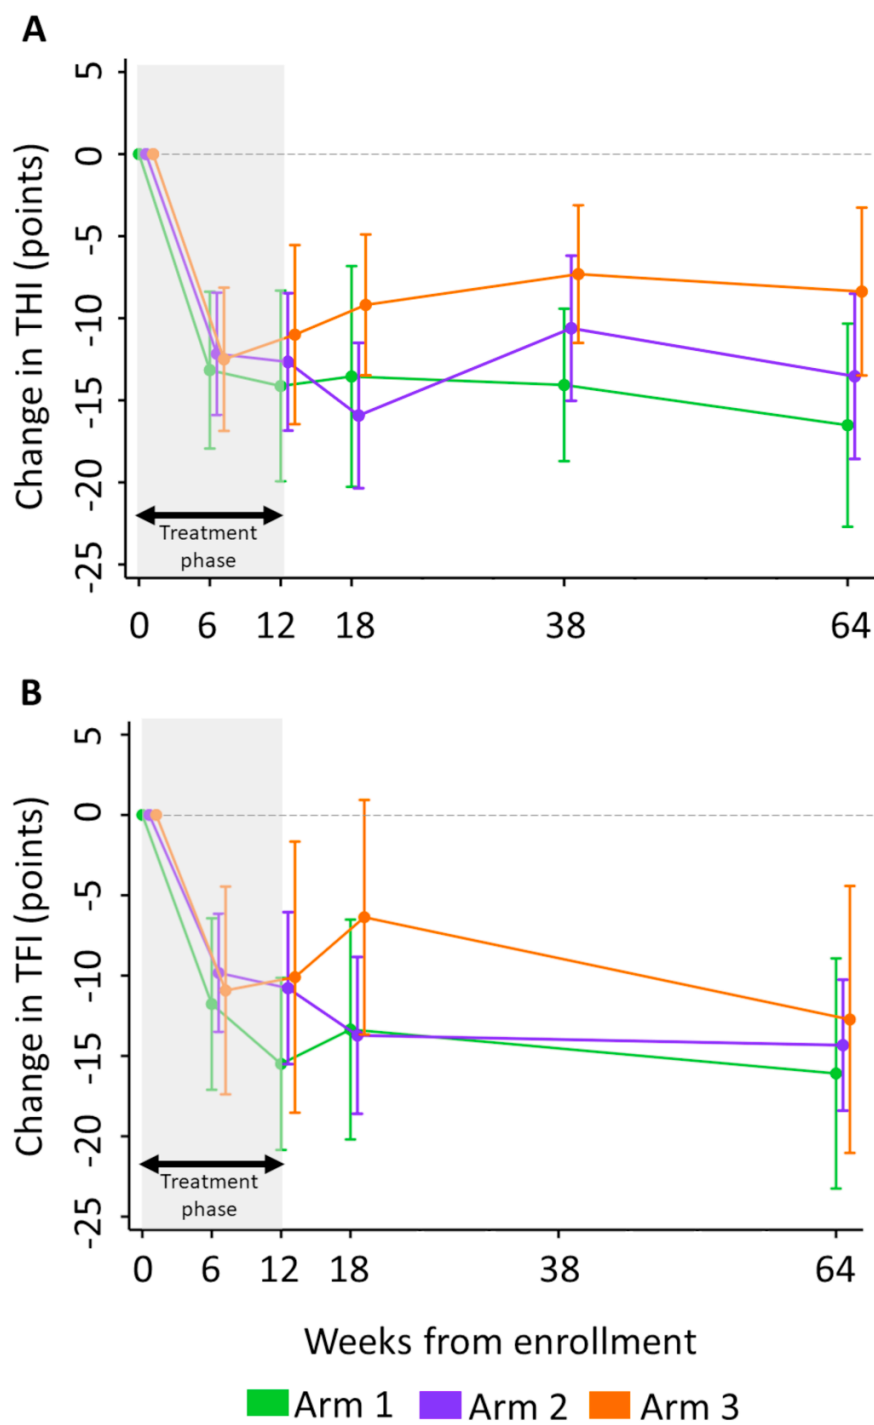 A
Change in THI (points)
5
0
-5
-10
-15
-20
-25
Treatment
phase
0 6 12 18 38 64
B
Change in TFI (points)
5
0
-5
-10
-15
-20
-25
Treatment
phase
0 6 12 18 38 64
Weeks from enrollment
Arm 1 Arm 2 Arm 3